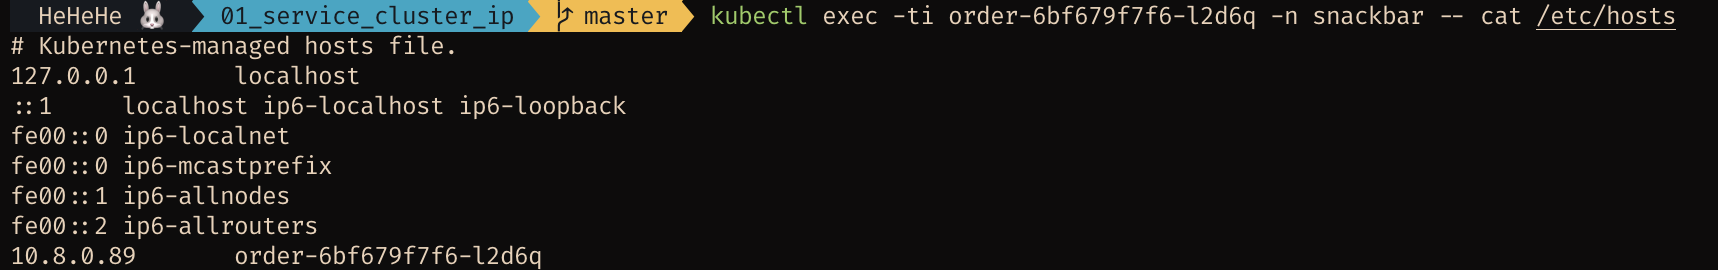 HeHeHe 🐰 01_service_cluster_ip master kubectl exec -ti order-6bf679f7f6-l2d6q -n snackbar -- cat /etc/hosts
# Kubernetes-managed hosts file.
127.0.0.1 localhost
::1 localhost ip6-localhost ip6-loopback
fe00::0 ip6-localnet
fe00::0 ip6-mcastprefix
fe00::1 ip6-allnodes
fe00::2 ip6-allrouters
10.8.0.89 order-6bf679f7f6-l2d6q